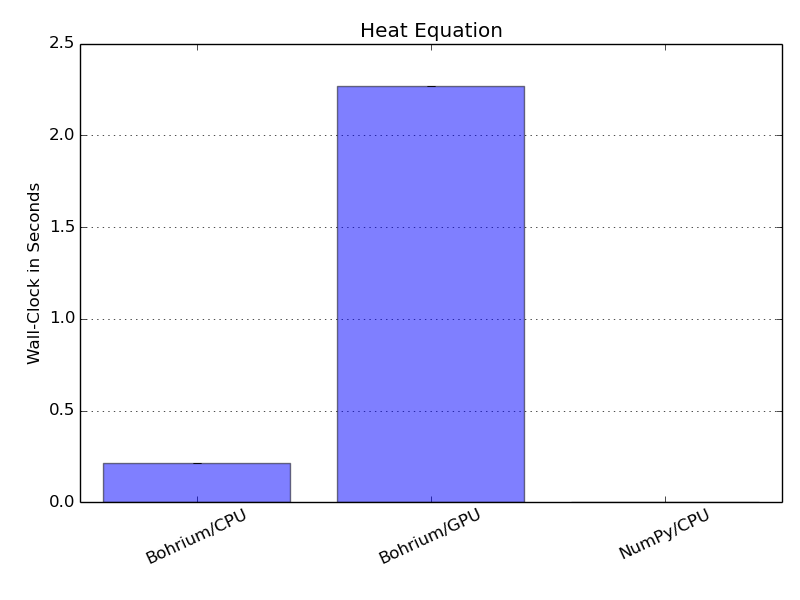 Heat Equation
2.5
2.0
1.5
1.0
0.5
0.0
Wall-Clock in Seconds
Bohrium/CPU
Bohrium/GPU
NumPy/CPU